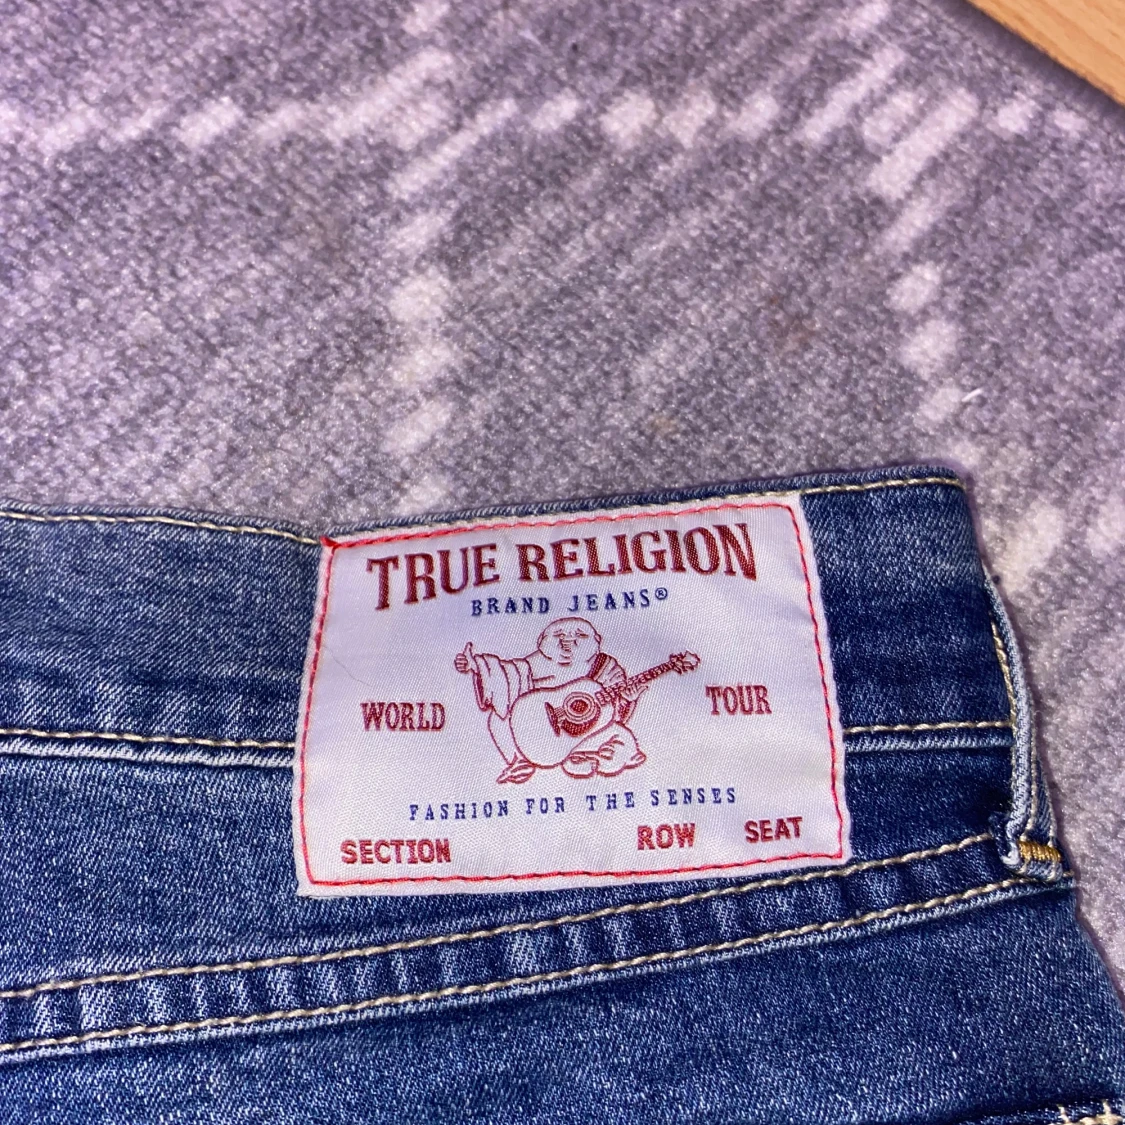 TRUE RELIGION
BRAND JEANS®
WORLD TOUR
FASHION FOR THE SENSES
SECTION ROW SEAT